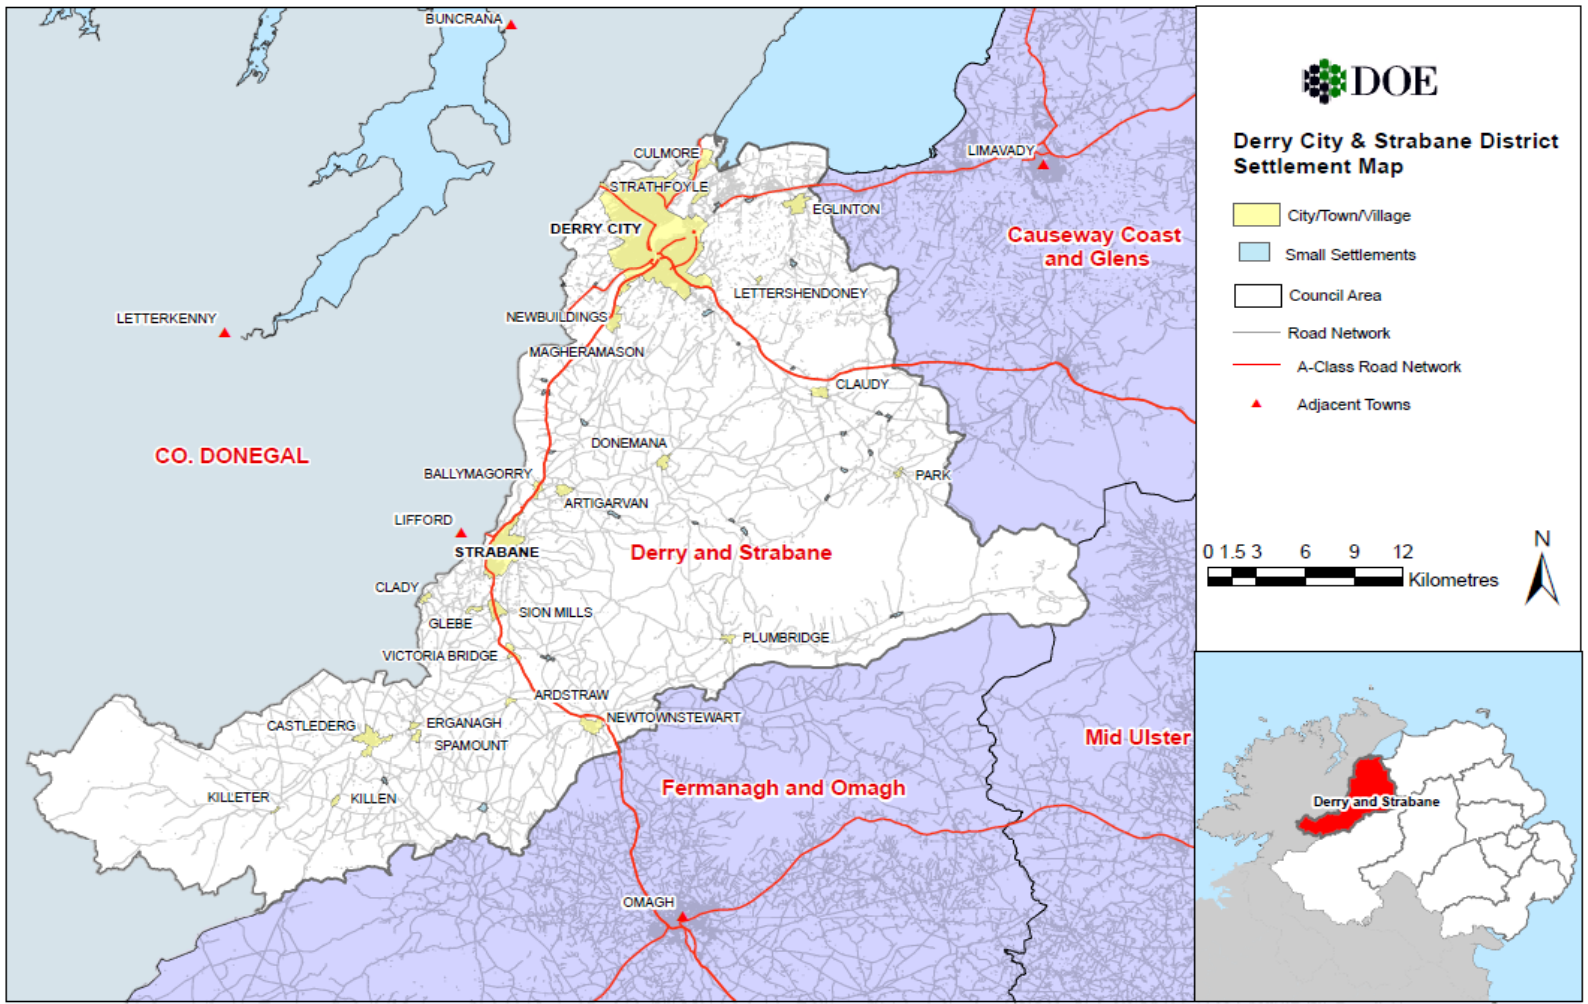 BUNCRANA
CULMORE
LIMAVADY
STRATHFOYLE
EGLINTON
DERRY CITY
Causeway Coast
and Glens
LETTERSHENDONEY
LETTERKENNY
NEWBUILDINGS
MAGHERAMASON
CLAUDY
CO. DONEGAL
DONEMANA
BALLYMAGORRY
PARK
ARTIGARVAN
LIFFORD
STRABANE
Derry and Strabane
CLADY
SION MILLS
GLEBE
PLUMBRIDGE
VICTORIA BRIDGE
ARDSTRAW
NEWTOWNSTEWART
CASTLEDERG
ERGANAGH
SPAMOUNT
Mid Ulster
Fermanagh and Omagh
KILLETER
KILLEN
OMAGH
DOE
Derry City & Strabane District
Settlement Map
City/Town/Village
Small Settlements
Council Area
Road Network
A-Class Road Network
Adjacent Towns
N
0 1.5 3 6 9 12
Kilometres
Derry and Strabane